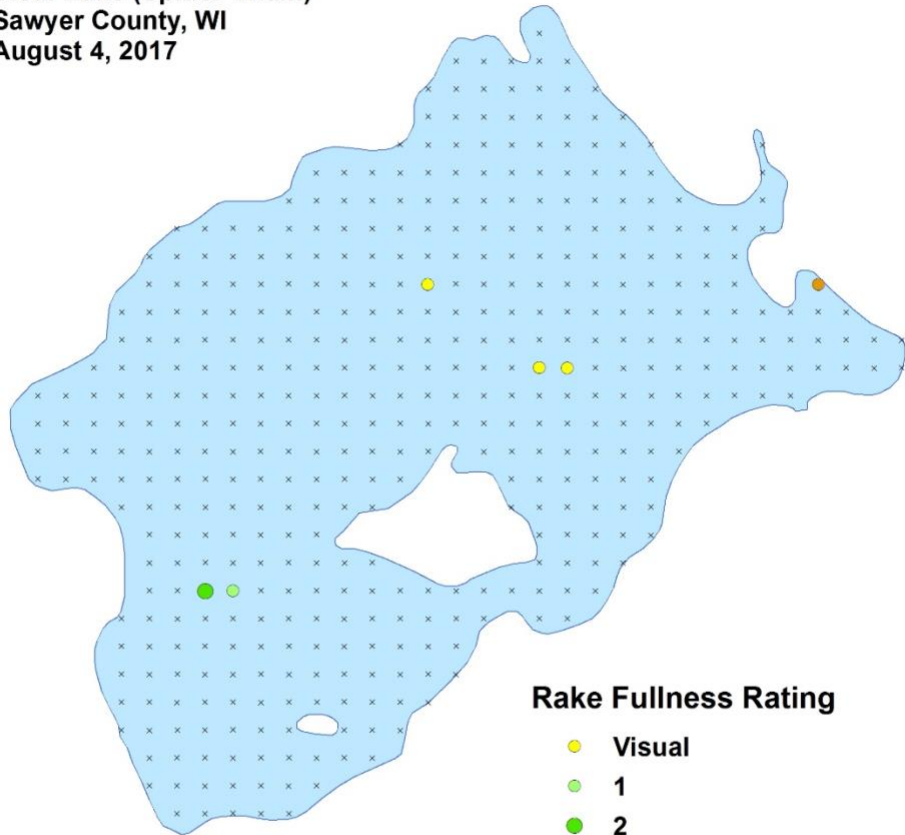 Sawyer County, WI
August 4, 2017
Rake Fullness Rating
Visual
1
2